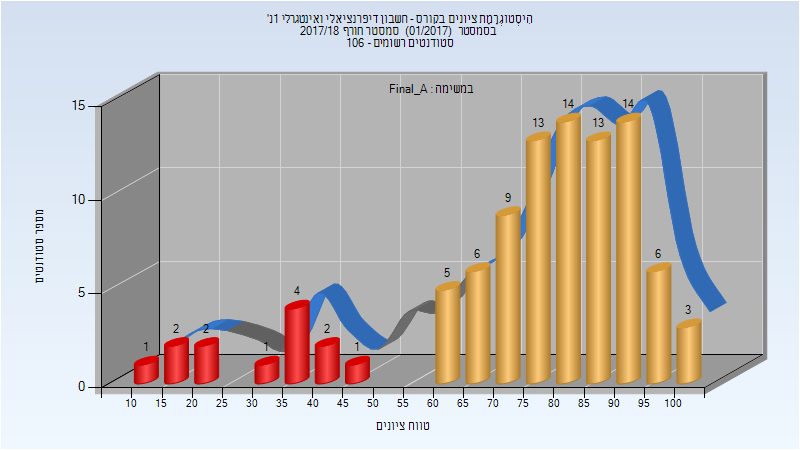 היסְטוגְרָמַת ציונים בקורס - חשבון דיפרנציאלי ואינטגרלי 1נ'
בסמסטר (01/2017) סמסטר חורף 2017/18
סטודנטים רשומים - 106
במשימה : Final_A
15
10
5
0
מספר סטודנטים
1 2 2 1 4 2 1 5 6 9 13 14 13 14 6 3
10 15 20 25 30 35 40 45 50 55 60 65 70 75 80 85 90 95 100
טווח ציונים